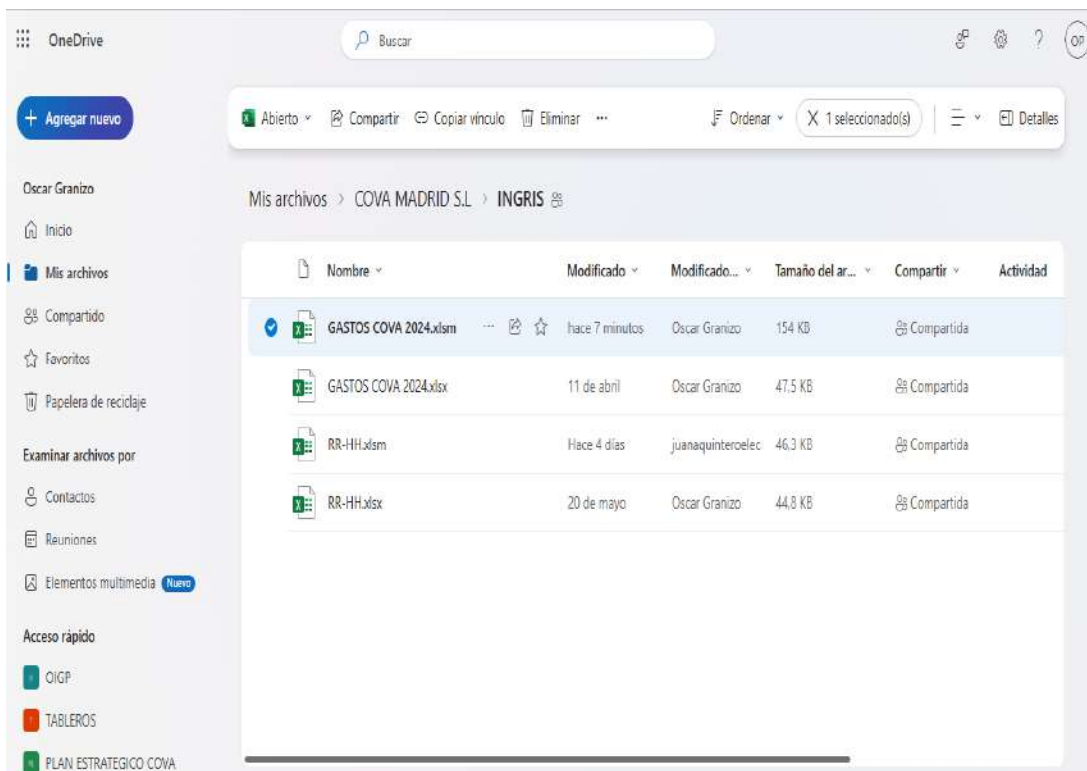 OneDrive
Buscar
OP
+ Agregar nuevo
Abierto
Compartir
Copiar vínculo
Eliminar
...
Ordenar
X 1 seleccionado(s)
Detalles
Oscar Granizo
Inicio
Mis archivos
Compartido
Favoritos
Papelera de reciclaje
Examinar archivos por
Contactos
Reuniones
Elementos multimedia Nuevo
Acceso rápido
OIGP
TABLEROS
PLAN ESTRATEGICO COVA
Mis archivos > COVA MADRID S.L > INGRIS
Nombre Modificado Modificado... Tamaño del ar... Compartir Actividad
GASTOS COVA 2024.xlsm ... hace 7 minutos Oscar Granizo 154 KB Compartida
GASTOS COVA 2024.xlsx 11 de abril Oscar Granizo 47,5 KB Compartida
RR-HH.xlsm Hace 4 días juanaquinteroelec 46,3 KB Compartida
RR-HH.xlsx 20 de mayo Oscar Granizo 44,8 KB Compartida